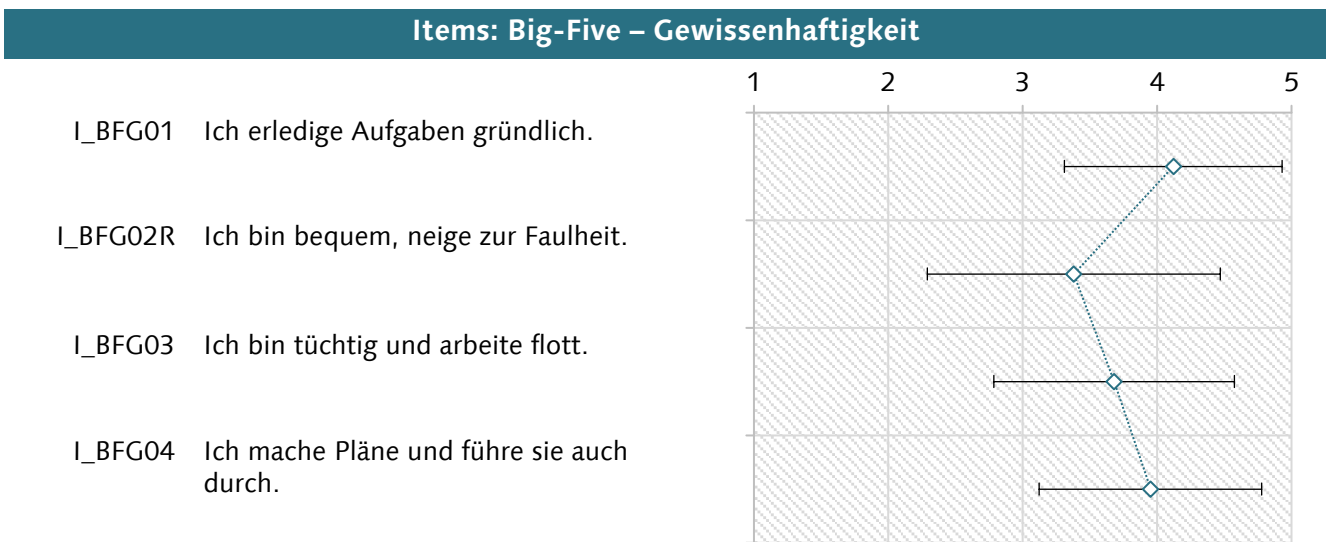 Items: Big-Five – Gewissenhaftigkeit
1 2 3 4 5
I_BFG01 Ich erledige Aufgaben gründlich.
I_BFG02R Ich bin bequem, neige zur Faulheit.
I_BFG03 Ich bin tüchtig und arbeite flott.
I_BFG04 Ich mache Pläne und führe sie auch
durch.